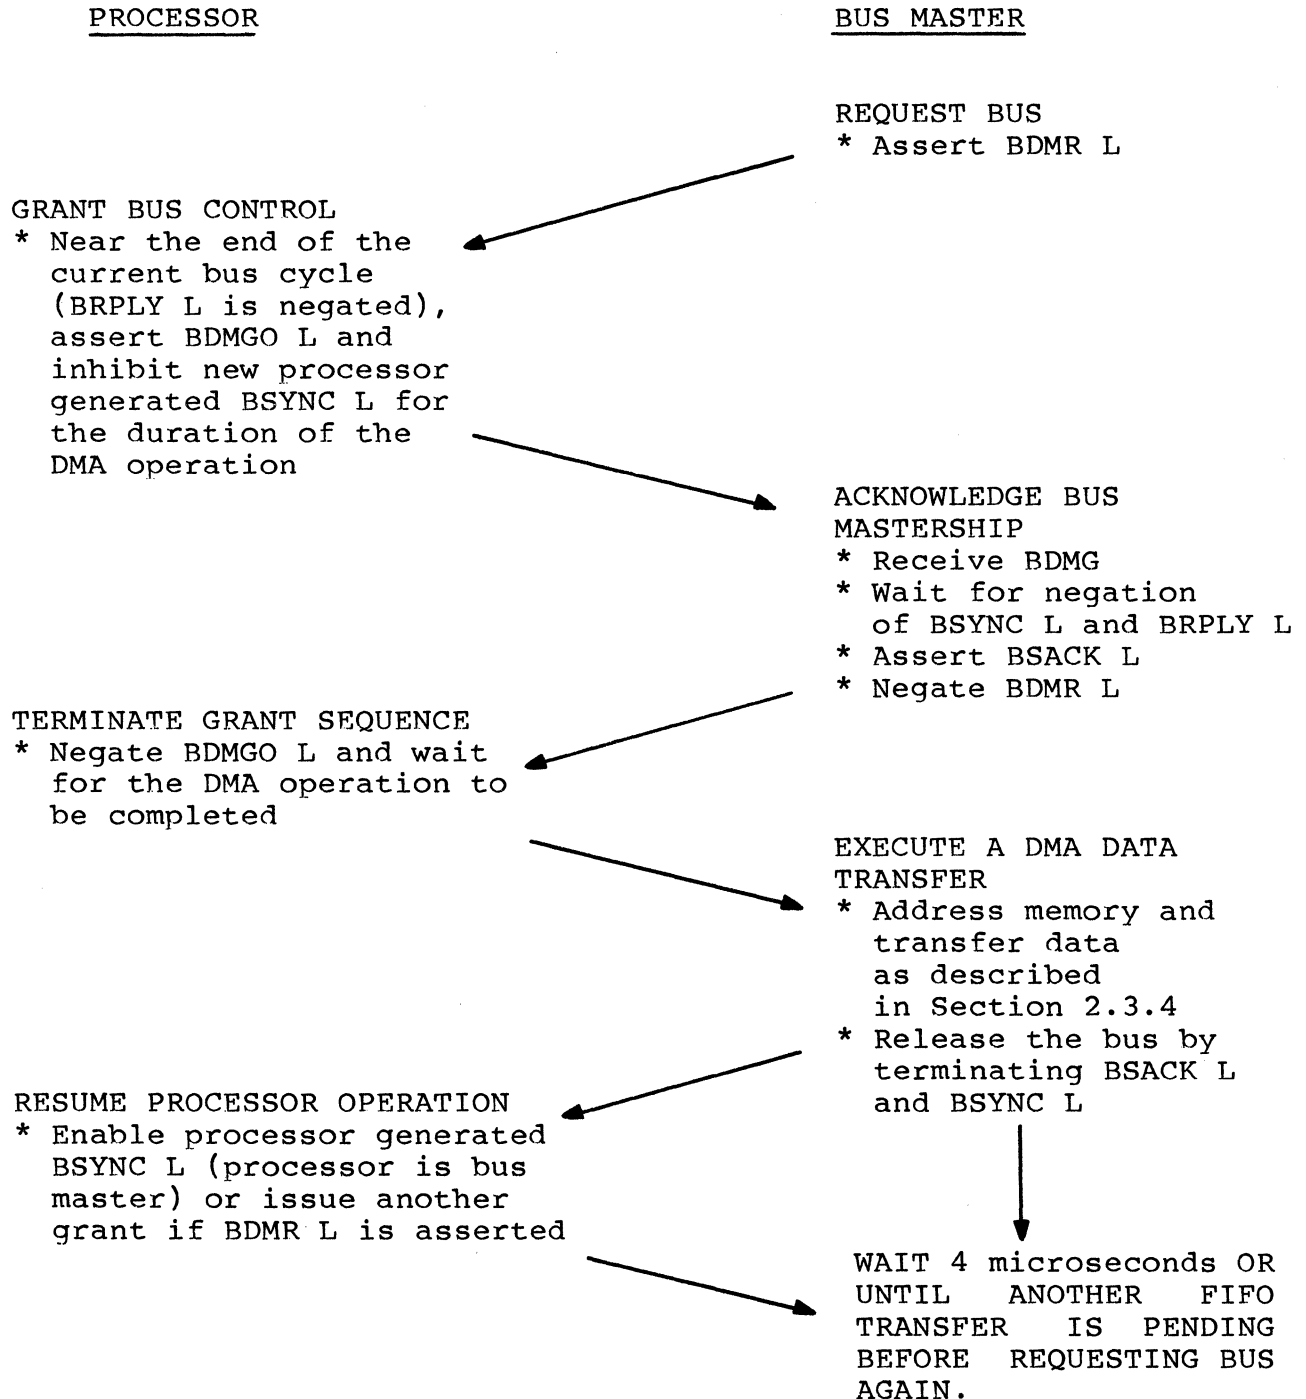 PROCESSOR
BUS MASTER
REQUEST BUS
* Assert BDMR L
GRANT BUS CONTROL
* Near the end of the
current bus cycle
(BRPLY L is negated),
assert BDMGO L and
inhibit new processor
generated BSYNC L for
the duration of the
DMA operation
ACKNOWLEDGE BUS
MASTERSHIP
* Receive BDMG
* Wait for negation
of BSYNC L and BRPLY L
* Assert BSACK L
* Negate BDMR L
TERMINATE GRANT SEQUENCE
* Negate BDMGO L and wait
for the DMA operation to
be completed
EXECUTE A DMA DATA
TRANSFER
* Address memory and
transfer data
as described
in Section 2.3.4
* Release the bus by
terminating BSACK L
and BSYNC L
RESUME PROCESSOR OPERATION
* Enable processor generated
BSYNC L (processor is bus
master) or issue another
grant if BDMR L is asserted
WAIT 4 microseconds OR
UNTIL ANOTHER FIFO
TRANSFER IS PENDING
BEFORE REQUESTING BUS
AGAIN.